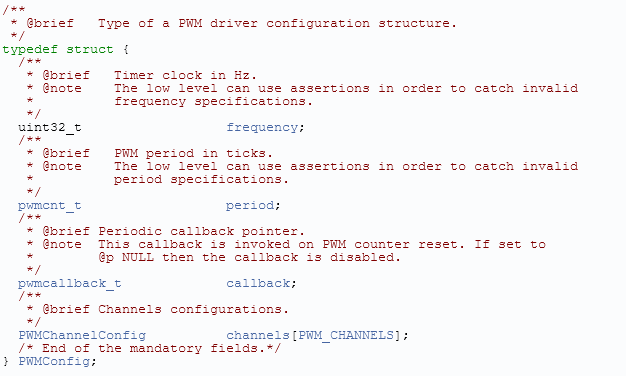 /**
 * @brief   Type of a PWM driver configuration structure.
 */
typedef struct {
  /**
   * @brief   Timer clock in Hz.
   * @note    The low level can use assertions in order to catch invalid
   *          frequency specifications.
   */
  uint32_t                  frequency;
  /**
   * @brief   PWM period in ticks.
   * @note    The low level can use assertions in order to catch invalid
   *          period specifications.
   */
  pwmcnt_t                  period;
  /**
   * @brief Periodic callback pointer.
   * @note  This callback is invoked on PWM counter reset. If set to
   *        @p NULL then the callback is disabled.
   */
  pwmcallback_t             callback;
  /**
   * @brief Channels configurations.
   */
  PWMChannelConfig          channels[PWM_CHANNELS];
  /* End of the mandatory fields.*/
} PWMConfig;